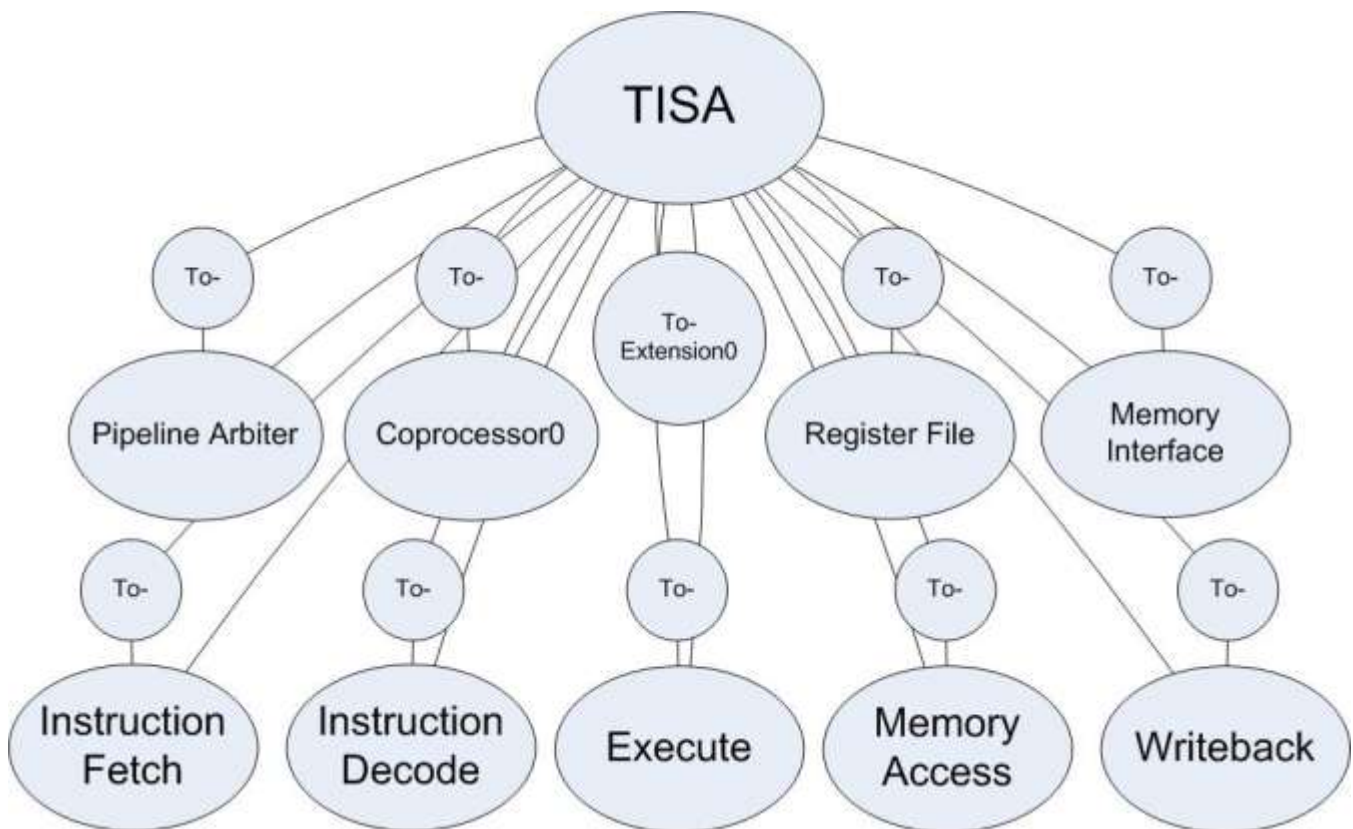 TISA
To-
To-
To-
To-
To-
Extension0
Pipeline Arbiter
Coprocessor0
Register File
Memory
Interface
To-
To-
To-
To-
To-
Instruction
Fetch
Instruction
Decode
Execute
Memory
Access
Writeback